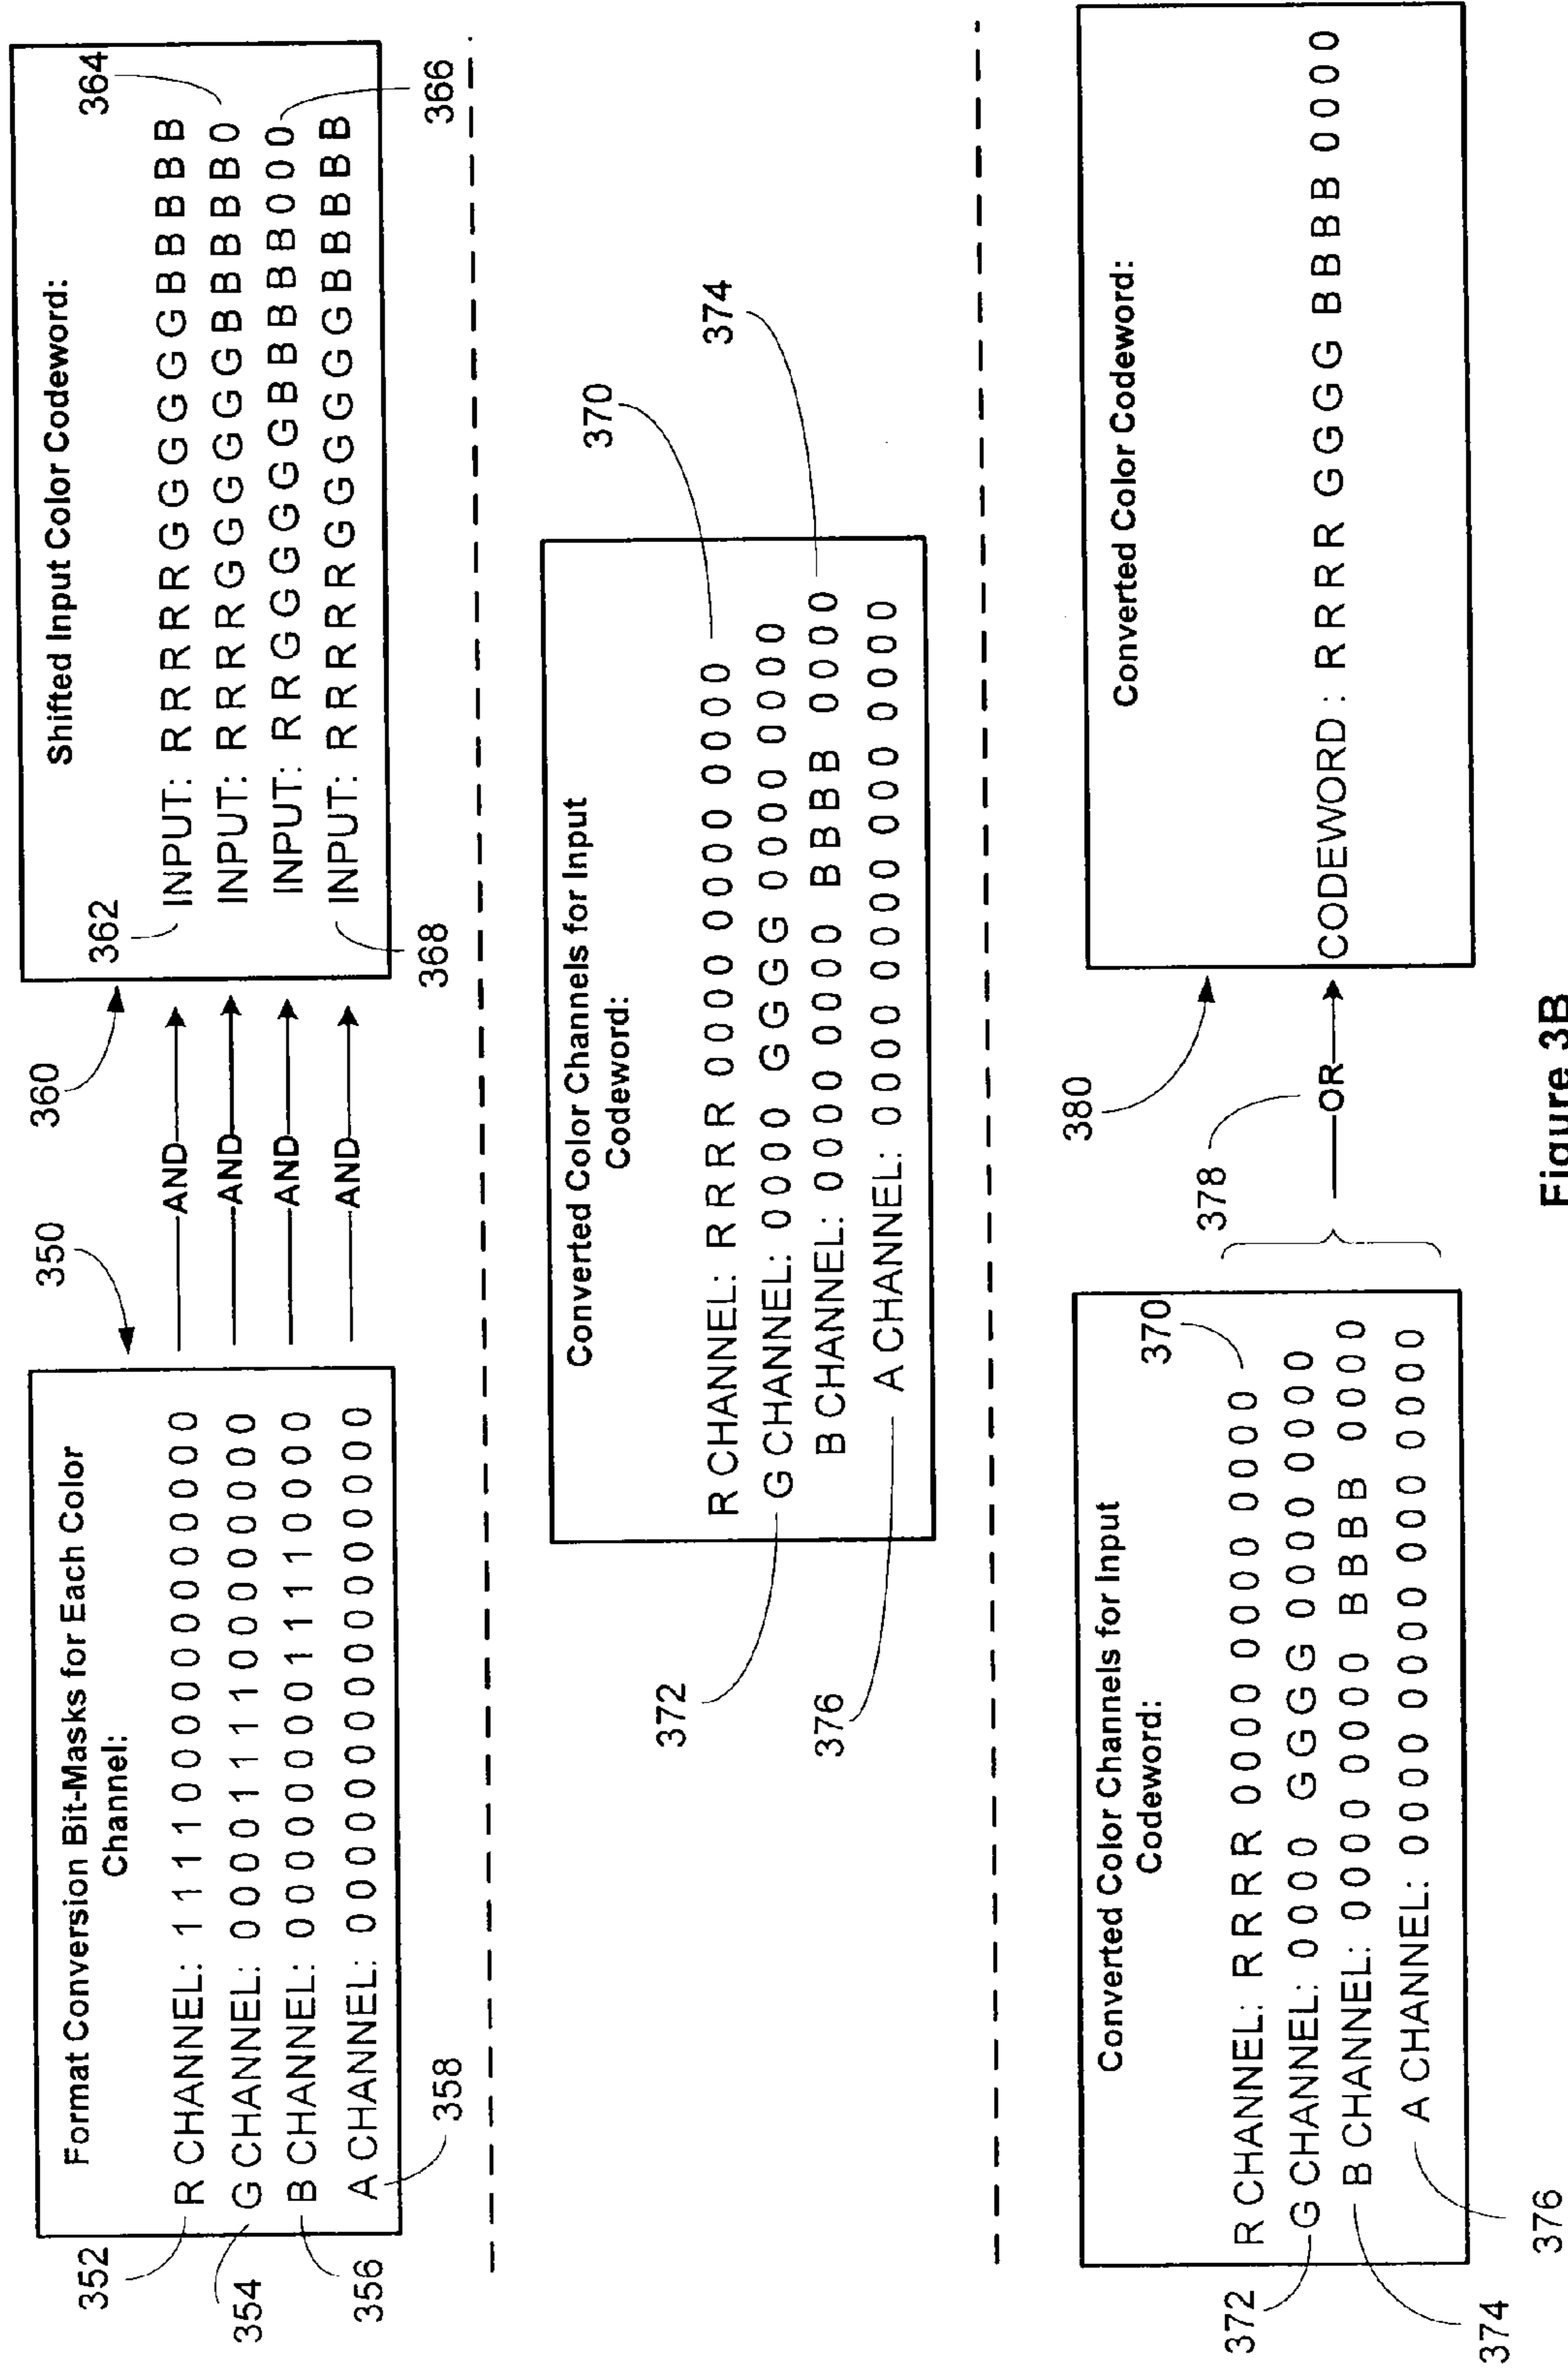 350
360
352
354
356
358
Format Conversion Bit-Masks for Each Color
Channel:
R CHANNEL: 1 1 1 1 0 0 0 0 0 0 0 0 0 0 0 0
G CHANNEL: 0 0 0 0 1 1 1 1 0 0 0 0 0 0 0 0
B CHANNEL: 0 0 0 0 0 0 0 0 1 1 1 1 0 0 0 0
A CHANNEL: 0 0 0 0 0 0 0 0 0 0 0 0 0 0 0 0
AND
AND
AND
AND
362
364
366
368
Shifted Input Color Codeword:
INPUT: R R R R R G G G G G G B B B B B
INPUT: R R R R G G G G G G B B B B B 0
INPUT: R R G G G G G G B B B B B 0 0 0
INPUT: R R R R R G G G G G G B B B B B
370
372
374
376
Converted Color Channels for Input
Codeword:
R CHANNEL: R R R R 0 0 0 0 0 0 0 0 0 0 0 0
G CHANNEL: 0 0 0 0 G G G G 0 0 0 0 0 0 0 0
B CHANNEL: 0 0 0 0 0 0 0 0 B B B B 0 0 0 0
A CHANNEL: 0 0 0 0 0 0 0 0 0 0 0 0 0 0 0 0
370
372
374
376
Converted Color Channels for Input
Codeword:
R CHANNEL: R R R R 0 0 0 0 0 0 0 0 0 0 0 0
G CHANNEL: 0 0 0 0 G G G G 0 0 0 0 0 0 0 0
B CHANNEL: 0 0 0 0 0 0 0 0 B B B B 0 0 0 0
A CHANNEL: 0 0 0 0 0 0 0 0 0 0 0 0 0 0 0 0
378
OR
380
Converted Color Codeword:
CODEWORD : R R R R G G G G B B B B 0 0 0 0
Figure 3B